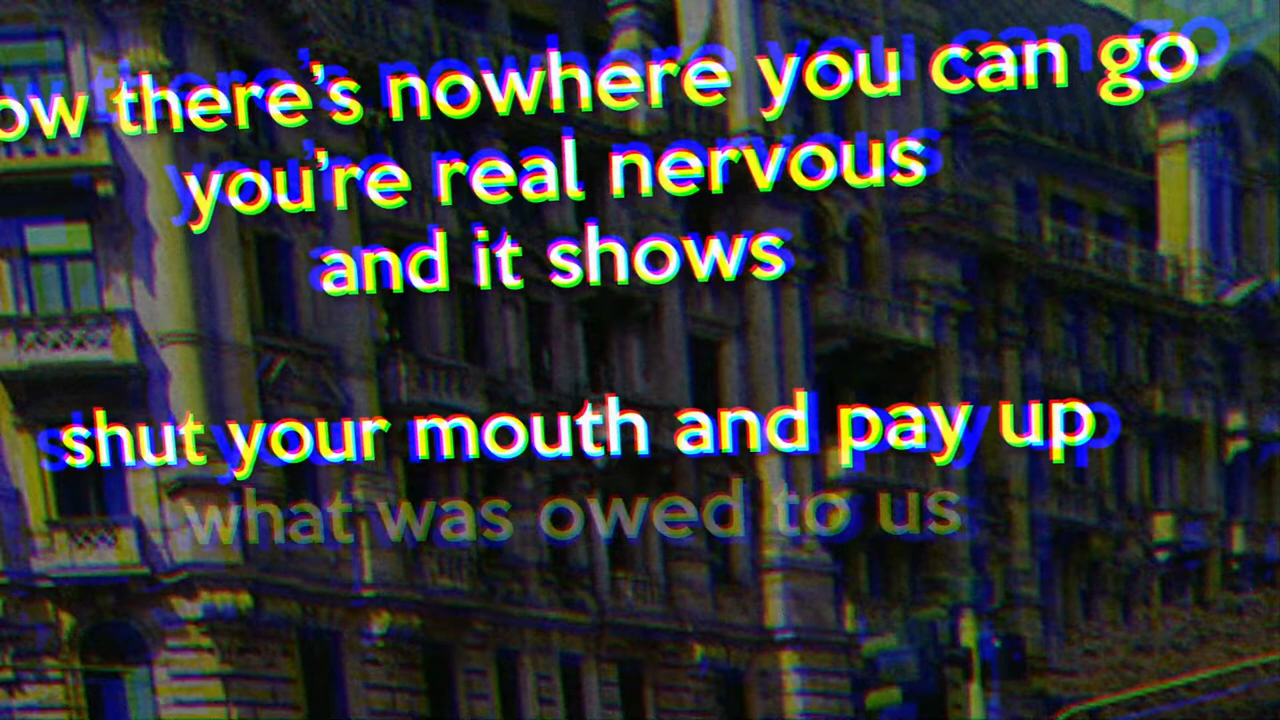 ow there's nowhere you can go
you're real nervous
and it shows
shut your mouth and pay up
what was owed to us